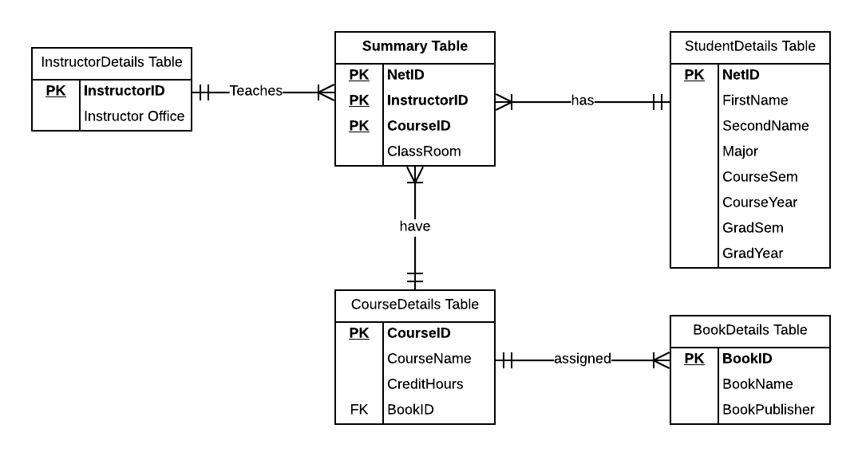 InstructorDetails Table
PK InstructorID
Instructor Office
Teaches
Summary Table
PK NetID
PK InstructorID
PK CourseID
ClassRoom
has
StudentDetails Table
PK NetID
FirstName
SecondName
Major
CourseSem
CourseYear
GradSem
GradYear
have
CourseDetails Table
PK CourseID
CourseName
CreditHours
FK BookID
assigned
BookDetails Table
PK BookID
BookName
BookPublisher